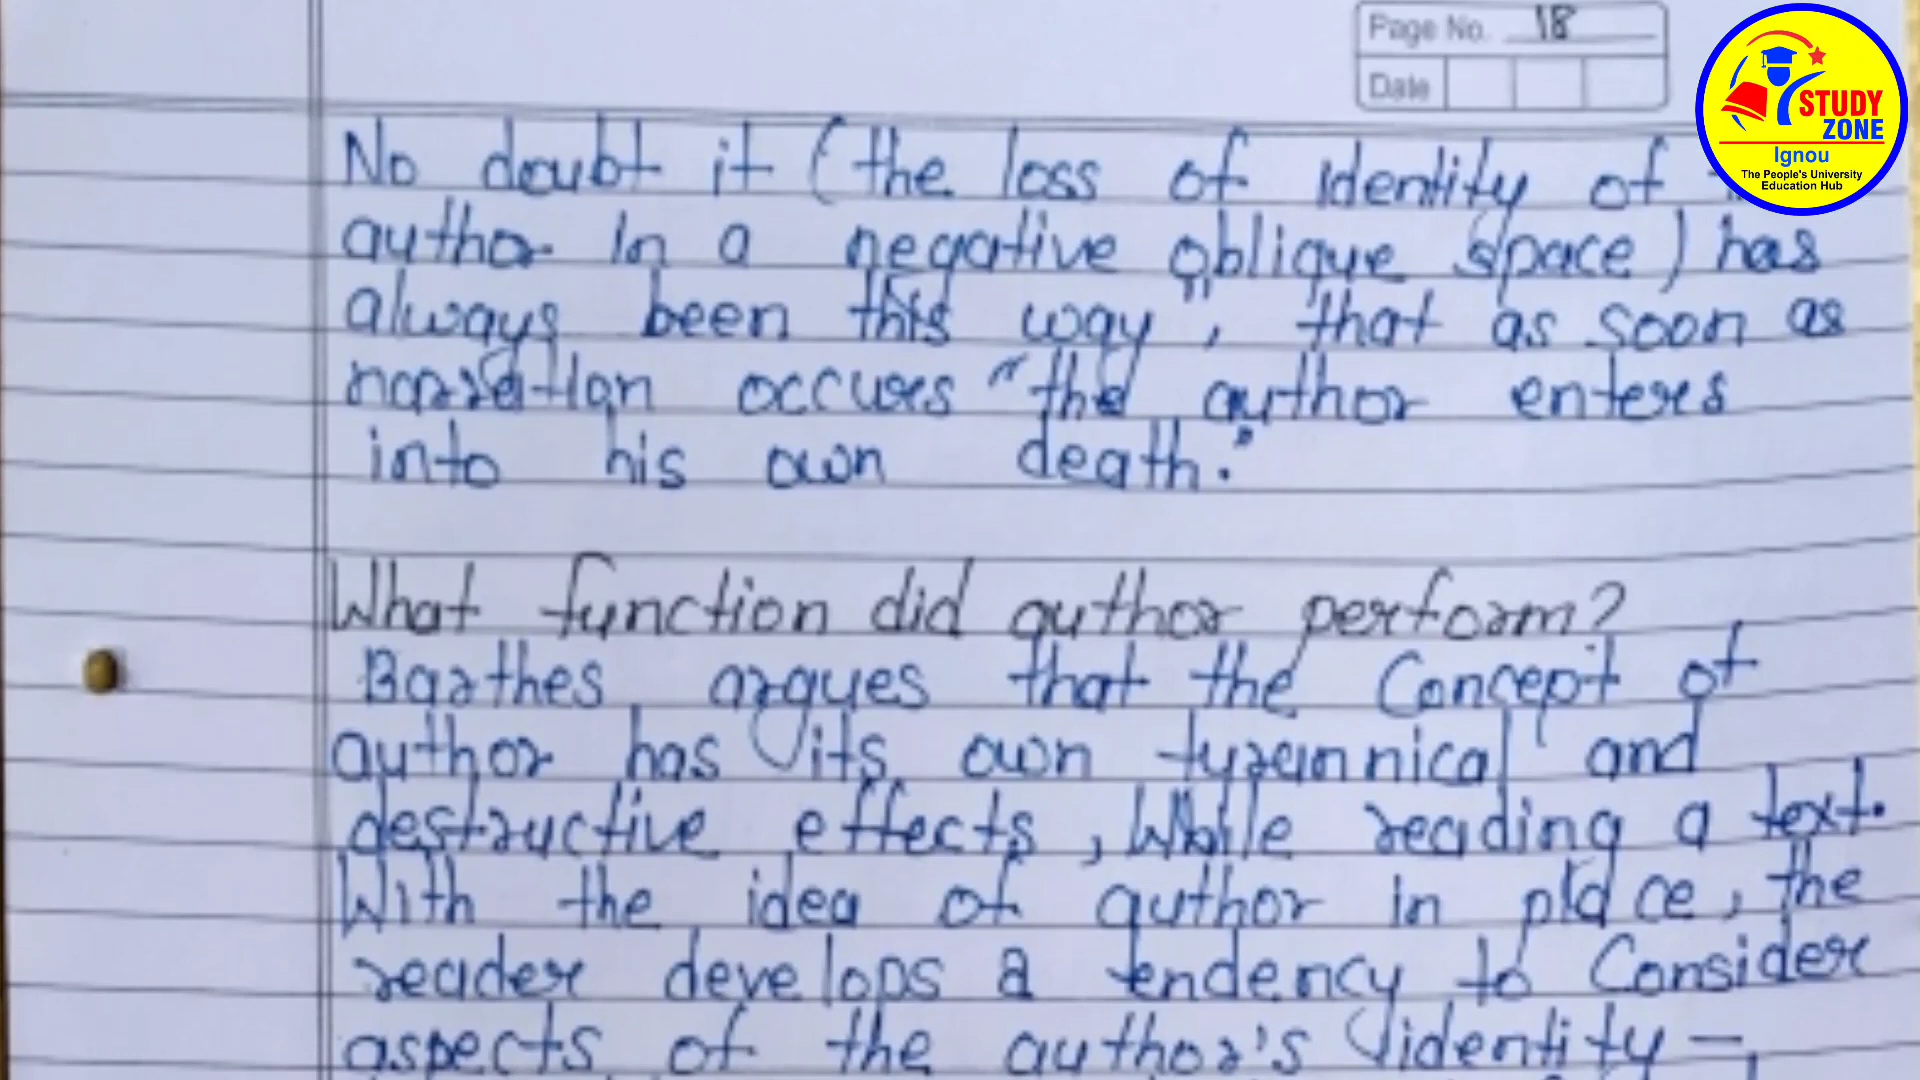 Page No. 18
Date
STUDY
ZONE
Ignou
The People's University
Education Hub
No doubt it (the loss of identity of
author in a negative oblique space) has
always been this way", that as soon as
narration occures "the author enters
into his own death."
What function did author perform?
Barthes argues that the Concept of
author has its own tyrannical and
destructive effects, While reading a text.
With the idea of author in place, the
reader develops a tendency to Consider
aspects of the author's identity -